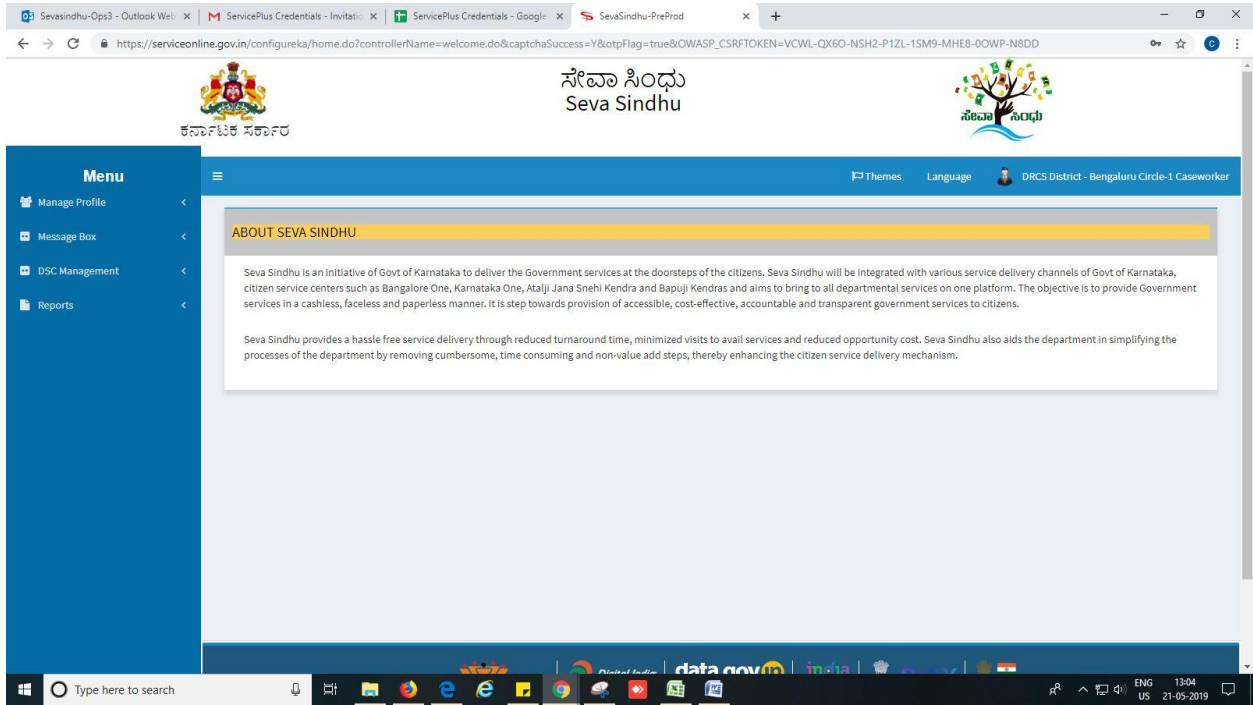 Sevasindhu-Ops3 - Outlook Web
ServicePlus Credentials - Invitatio
ServicePlus Credentials - Google
SevaSindhu-PreProd
https://serviceonline.gov.in/configureka/home.do?controllerName=welcome.do&captchaSuccess=Y&otpFlag=true&OWASP_CSRFTOKEN=VCWL-QX6O-NSH2-P1ZL-1SM9-MHE8-0OWP-N8DD
ಕರ್ನಾಟಕ ಸರ್ಕಾರ
ಸೇವಾ ಸಿಂಧು
Seva Sindhu
ಸೇವಾ ಸಿಂಧು
Menu
Manage Profile
Message Box
DSC Management
Reports
Themes Language DRCS District - Bengaluru Circle-1 Caseworker
ABOUT SEVA SINDHU
Seva Sindhu is an initiative of Govt of Karnataka to deliver the Government services at the doorsteps of the citizens. Seva Sindhu will be integrated with various service delivery channels of Govt of Karnataka,
citizen service centers such as Bangalore One, Karnataka One, Atalji Jana Snehi Kendra and Bapuji Kendras and aims to bring to all departmental services on one platform. The objective is to provide Government
services in a cashless, faceless and paperless manner. It is step towards provision of accessible, cost-effective, accountable and transparent government services to citizens.
Seva Sindhu provides a hassle free service delivery through reduced turnaround time, minimized visits to avail services and reduced opportunity cost. Seva Sindhu also aids the department in simplifying the
processes of the department by removing cumbersome, time consuming and non-value add steps, thereby enhancing the citizen service delivery mechanism.
Digital India data.gov.in india
Type here to search
ENG 13:04
US 21-05-2019